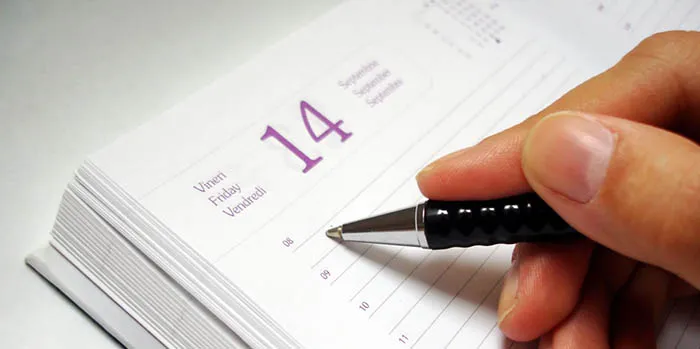 Vineri
Friday
Vendredi
14
Septembrie
September
Septembre
08
09
10
11